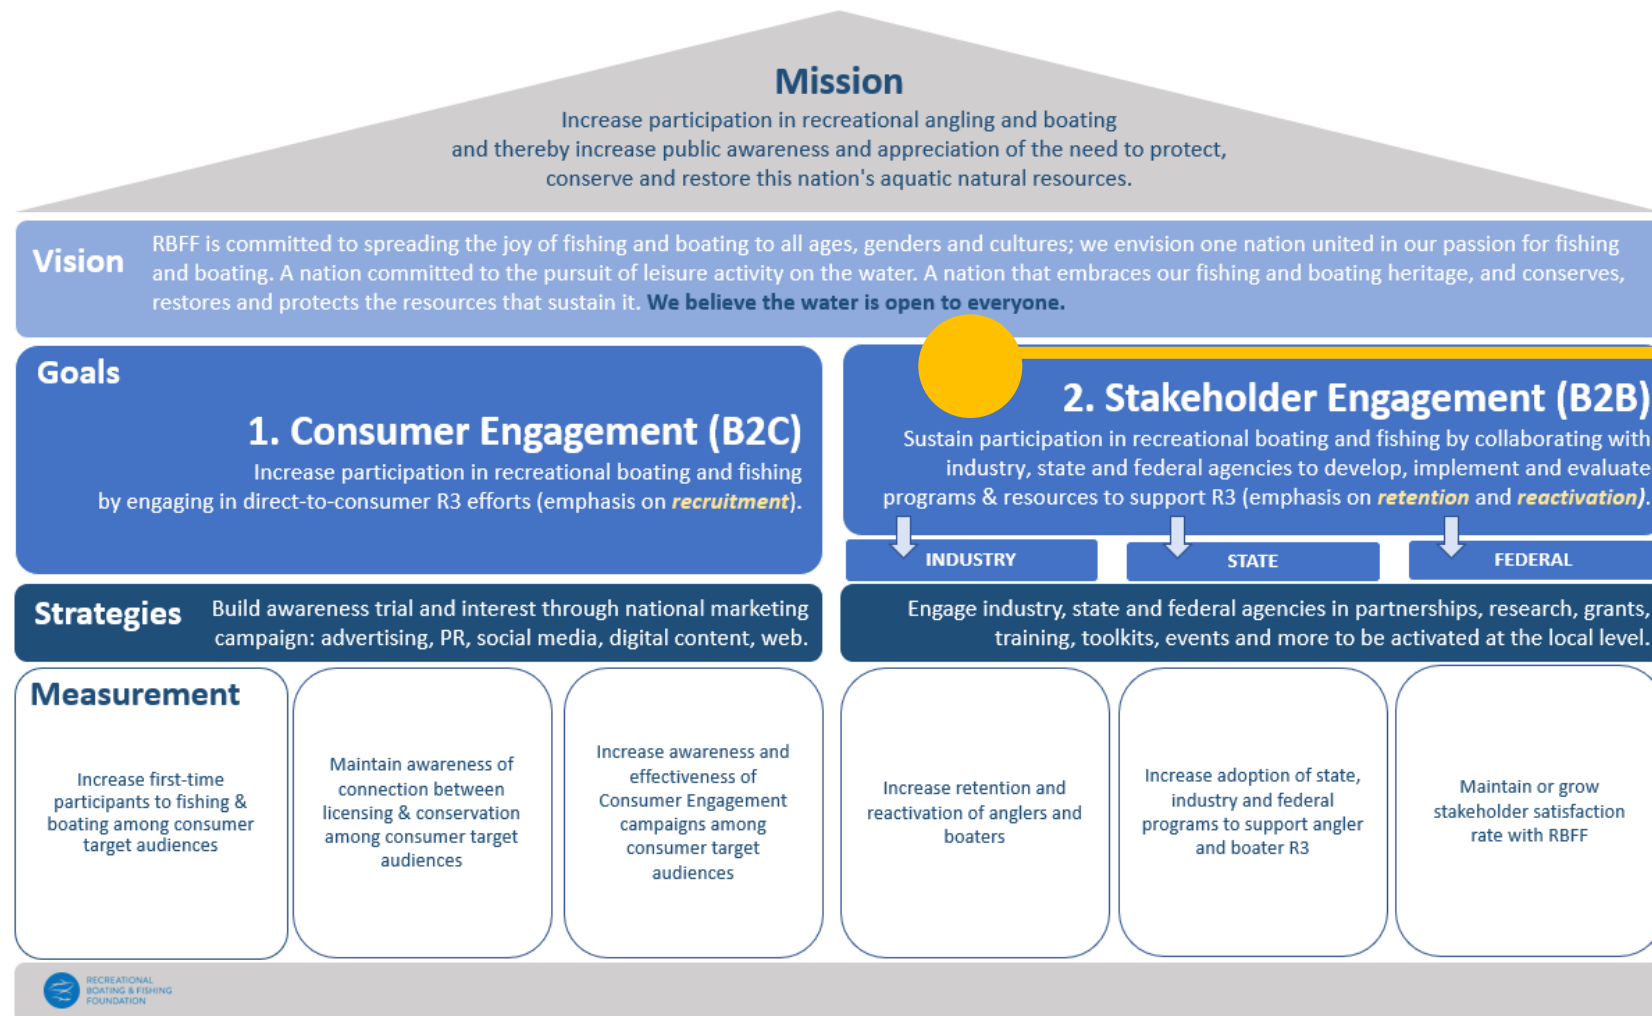 Mission
Increase participation in recreational angling and boating
and thereby increase public awareness and appreciation of the need to protect,
conserve and restore this nation's aquatic natural resources.
Vision
RBFF is committed to spreading the joy of fishing and boating to all ages, genders and cultures; we envision one nation united in our passion for fishing
and boating. A nation committed to the pursuit of leisure activity on the water. A nation that embraces our fishing and boating heritage, and conserves,
restores and protects the resources that sustain it. We believe the water is open to everyone.
Goals
1. Consumer Engagement (B2C)
Increase participation in recreational boating and fishing
by engaging in direct-to-consumer R3 efforts (emphasis on recruitment).
2. Stakeholder Engagement (B2B)
Sustain participation in recreational boating and fishing by collaborating with
industry, state and federal agencies to develop, implement and evaluate
programs & resources to support R3 (emphasis on retention and reactivation).
INDUSTRY
STATE
FEDERAL
Strategies
Build awareness trial and interest through national marketing
campaign: advertising, PR, social media, digital content, web.
Engage industry, state and federal agencies in partnerships, research, grants,
training, toolkits, events and more to be activated at the local level.
Measurement
Increase first-time
participants to fishing &
boating among consumer
target audiences
Maintain awareness of
connection between
licensing & conservation
among consumer target
audiences
Increase awareness and
effectiveness of
Consumer Engagement
campaigns among
consumer target
audiences
Increase retention and
reactivation of anglers and
boaters
Increase adoption of state,
industry and federal
programs to support angler
and boater R3
Maintain or grow
stakeholder satisfaction
rate with RBFF
RECREATIONAL
BOATING & FISHING
FOUNDATION